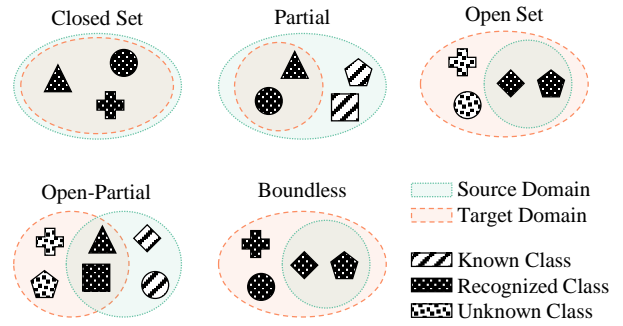 Closed Set
Partial
Open Set
Open-Partial
Boundless
Source Domain
Target Domain
Known Class
Recognized Class
Unknown Class